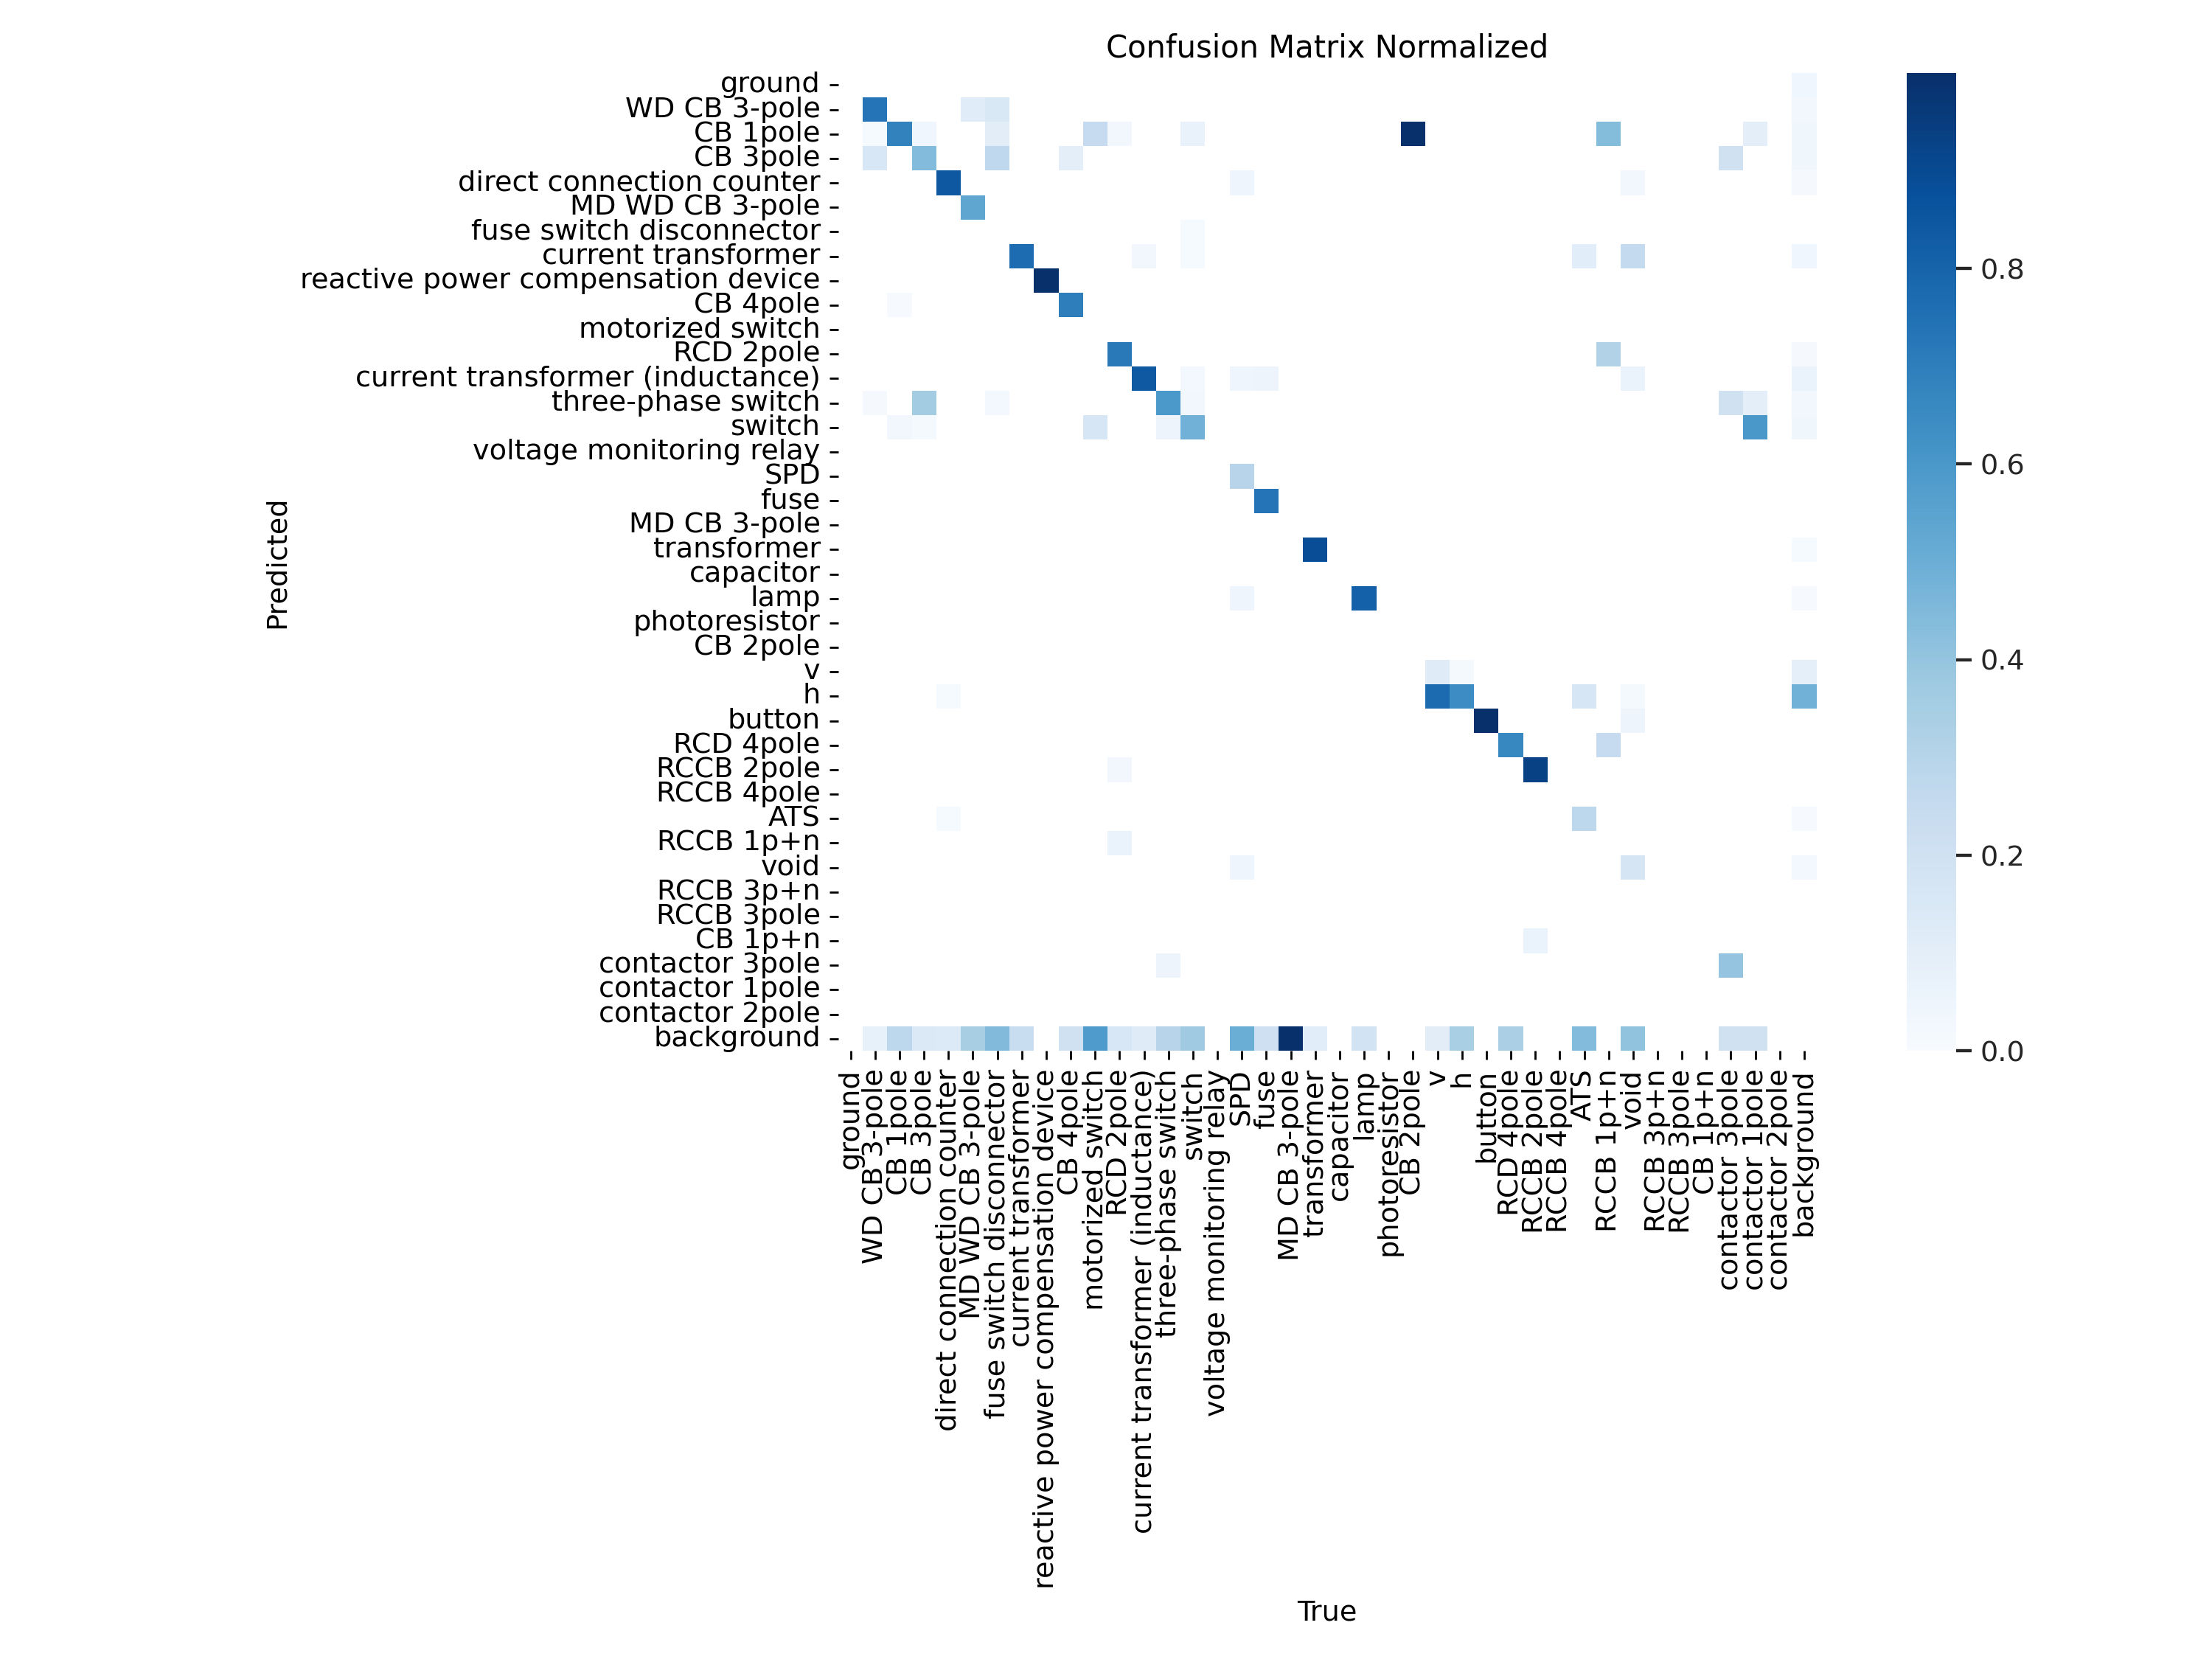 Confusion Matrix Normalized
Predicted
ground
WD CB 3-pole
CB 1pole
CB 3pole
direct connection counter
MD WD CB 3-pole
fuse switch disconnector
current transformer
reactive power compensation device
CB 4pole
motorized switch
RCD 2pole
current transformer (inductance)
three-phase switch
switch
voltage monitoring relay
SPD
fuse
MD CB 3-pole
transformer
capacitor
lamp
photoresistor
CB 2pole
v
h
button
RCD 4pole
RCCB 2pole
RCCB 4pole
ATS
RCCB 1p+n
void
RCCB 3p+n
RCCB 3pole
CB 1p+n
contactor 3pole
contactor 1pole
contactor 2pole
background
ground
WD CB 3-pole
CB 1pole
CB 3pole
direct connection counter
MD WD CB 3-pole
fuse switch disconnector
current transformer
reactive power compensation device
CB 4pole
motorized switch
RCD 2pole
current transformer (inductance)
three-phase switch
switch
voltage monitoring relay
SPD
fuse
MD CB 3-pole
transformer
capacitor
lamp
photoresistor
CB 2pole
v
h
button
RCD 4pole
RCCB 2pole
RCCB 4pole
ATS
RCCB 1p+n
void
RCCB 3p+n
RCCB 3pole
CB 1p+n
contactor 3pole
contactor 1pole
contactor 2pole
background
True
0.8
0.6
0.4
0.2
0.0